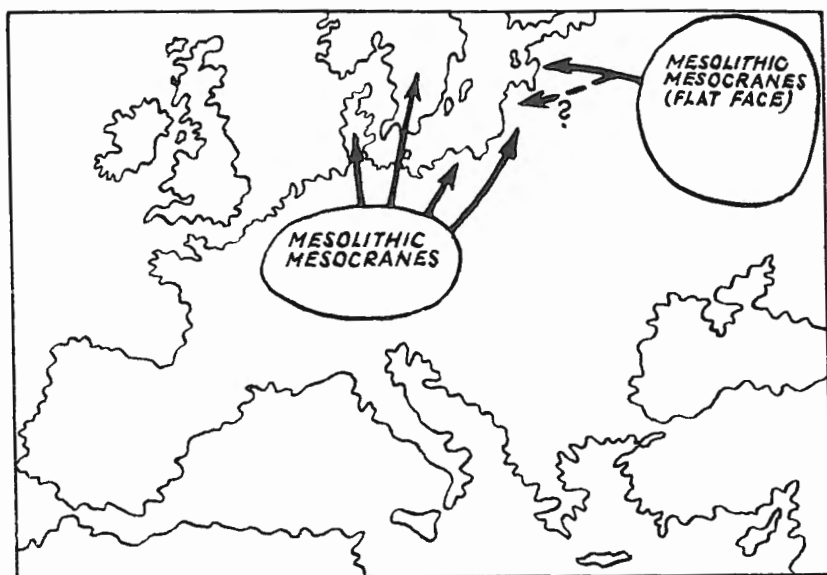 MESOLITHIC
MESOCRANES
(FLAT FACE)
?
MESOLITHIC
MESOCRANES